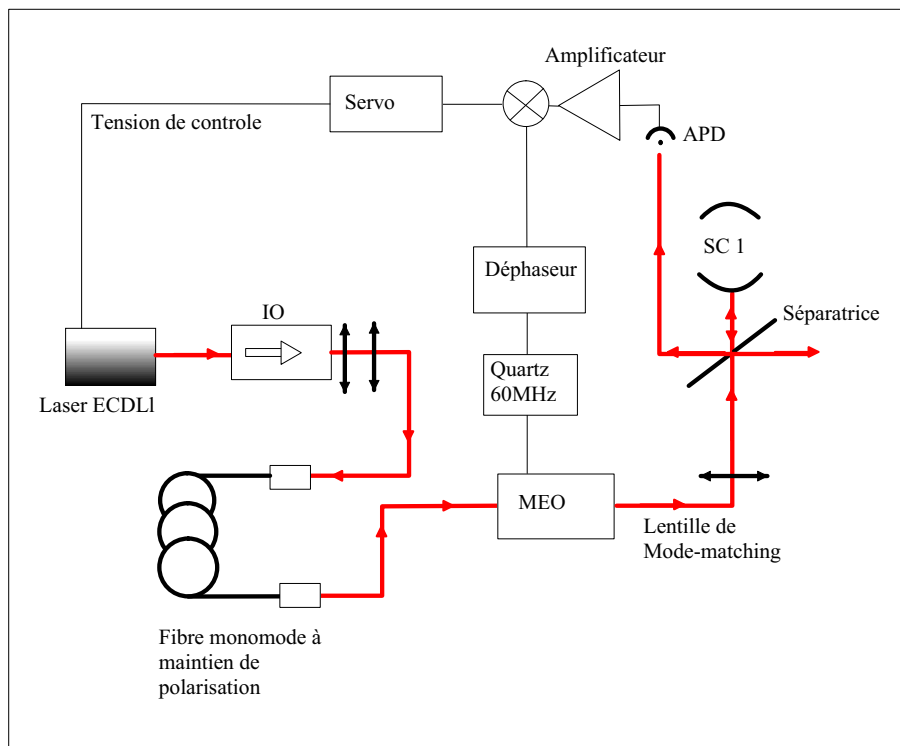 Amplificateur
Servo
Tension de controle
APD
SC 1
Déphaseur
Séparatrice
IO
Quartz
60MHz
Laser ECDLl
MEO
Lentille de
Mode-matching
Fibre monomode à
maintien de
polarisation